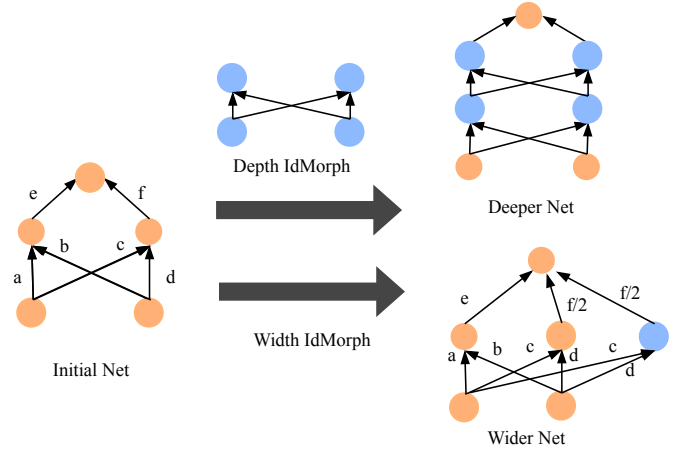 Depth IdMorph
Deeper Net
e
f
a
b
c
d
Initial Net
Width IdMorph
e
f/2
f/2
a
b
c
d
c
d
Wider Net